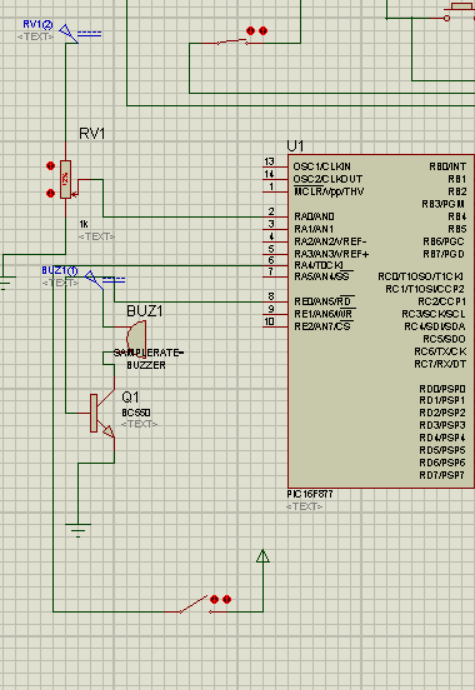 RV1(2)
<TEXT>
RV1
1k
<TEXT>
BUZ1(1)
<TEXT>
BUZ1
SAMPLERATE=
BUZZER
Q1
BC550
<TEXT>
U1
13 OSC1/CLKIN RB0/INT
14 OSC2/CLKOUT RB1
1 MCLR/Vpp/THV RB2
RB3/PGM
2 RA0/AN0 RB4
3 RA1/AN1 RB5
4 RA2/AN2/VREF- RB6/PGC
5 RA3/AN3/VREF+ RB7/PGD
6 RA4/T0CKI
7 RA5/AN4/SS RC0/T1OSO/T1CKI
RC1/T1OSI/CCP2
8 RE0/AN5/RD RC2/CCP1
9 RE1/AN6/WR RC3/SCK/SCL
10 RE2/AN7/CS RC4/SDI/SDA
RC5/SDO
RC6/TX/CK
RC7/RX/DT
RD0/PSP0
RD1/PSP1
RD2/PSP2
RD3/PSP3
RD4/PSP4
RD5/PSP5
RD6/PSP6
RD7/PSP7
PIC16F877
<TEXT>